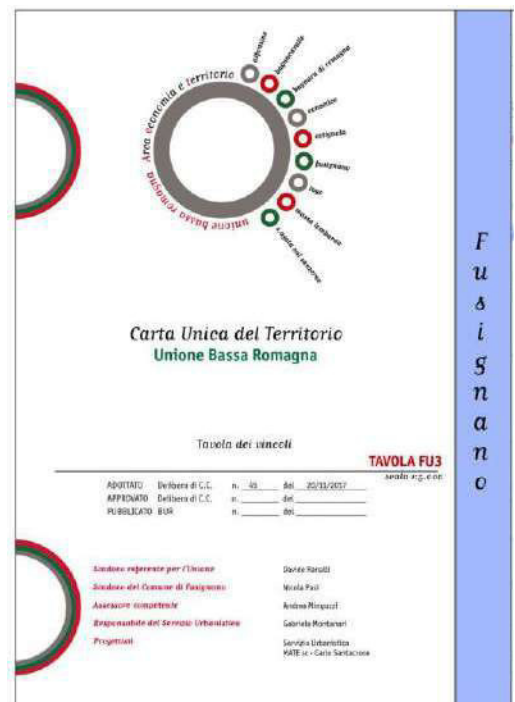 Area economia e territorio
unione bassa romagna
alfonsine
bagnacavallo
bagnara di romagna
conselice
cotignola
fusignano
lugo
massa lombarda
s. agata sul santerno
Fusignano
Carta Unica del Territorio
Unione Bassa Romagna
Tavola dei vincoli
TAVOLA FU3
ADOTTATO Delibera di C.C. n. 45 del 20/11/2017
APPROVATO Delibera di C.C. n. del
PUBBLICATO BUR n. del
Sindaco referente per l'Unione Davide Ranalli
Sindaco del Comune di Fusignano Nicola Pasi
Assessore competente Andrea Minguzzi
Responsabile del Servizio Urbanistica Gabriele Montanari
Progettisti Servizio Urbanistica
MATE sc - Carlo Santacroce